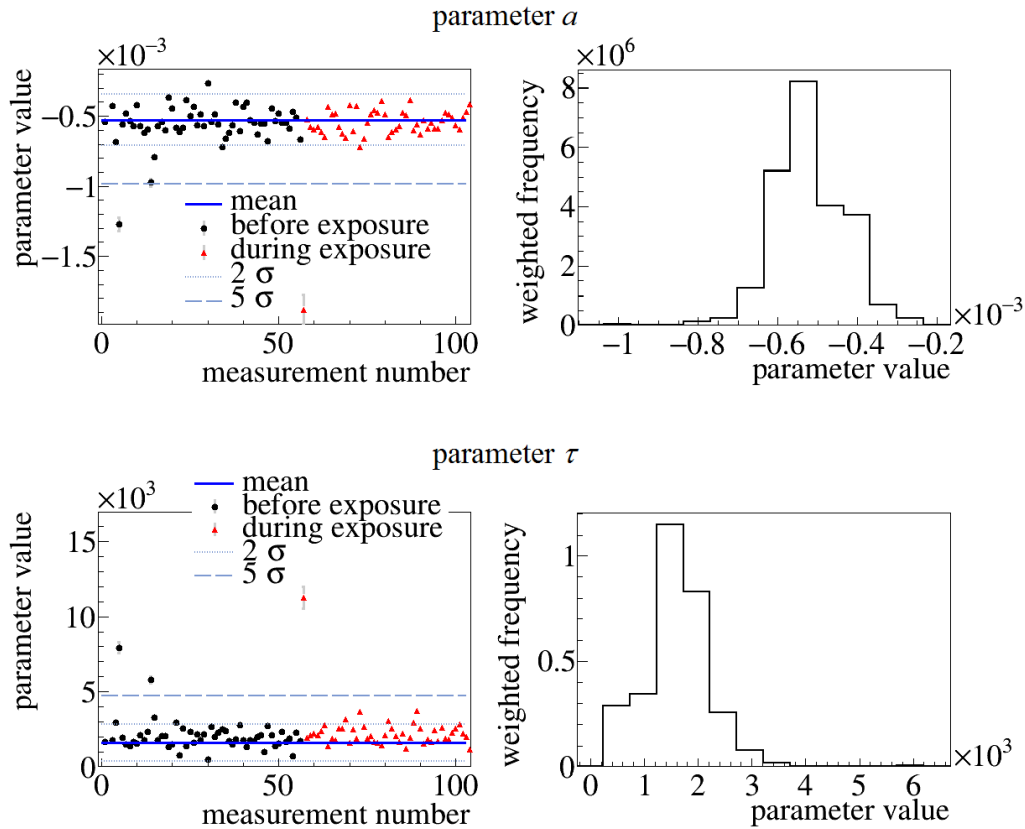 parameter a
×10⁻³
parameter value
−0.5
−1
−1.5
mean
before exposure
during exposure
2 σ
5 σ
0
50
100
measurement number
×10⁶
weighted frequency
8
6
4
2
0
−1
−0.8
−0.6
−0.4
−0.2
×10⁻³
parameter value
parameter τ
×10³
parameter value
15
10
5
0
mean
before exposure
during exposure
2 σ
5 σ
0
50
100
measurement number
weighted frequency
1
0.5
0
0
1
2
3
4
5
6
×10³
parameter value